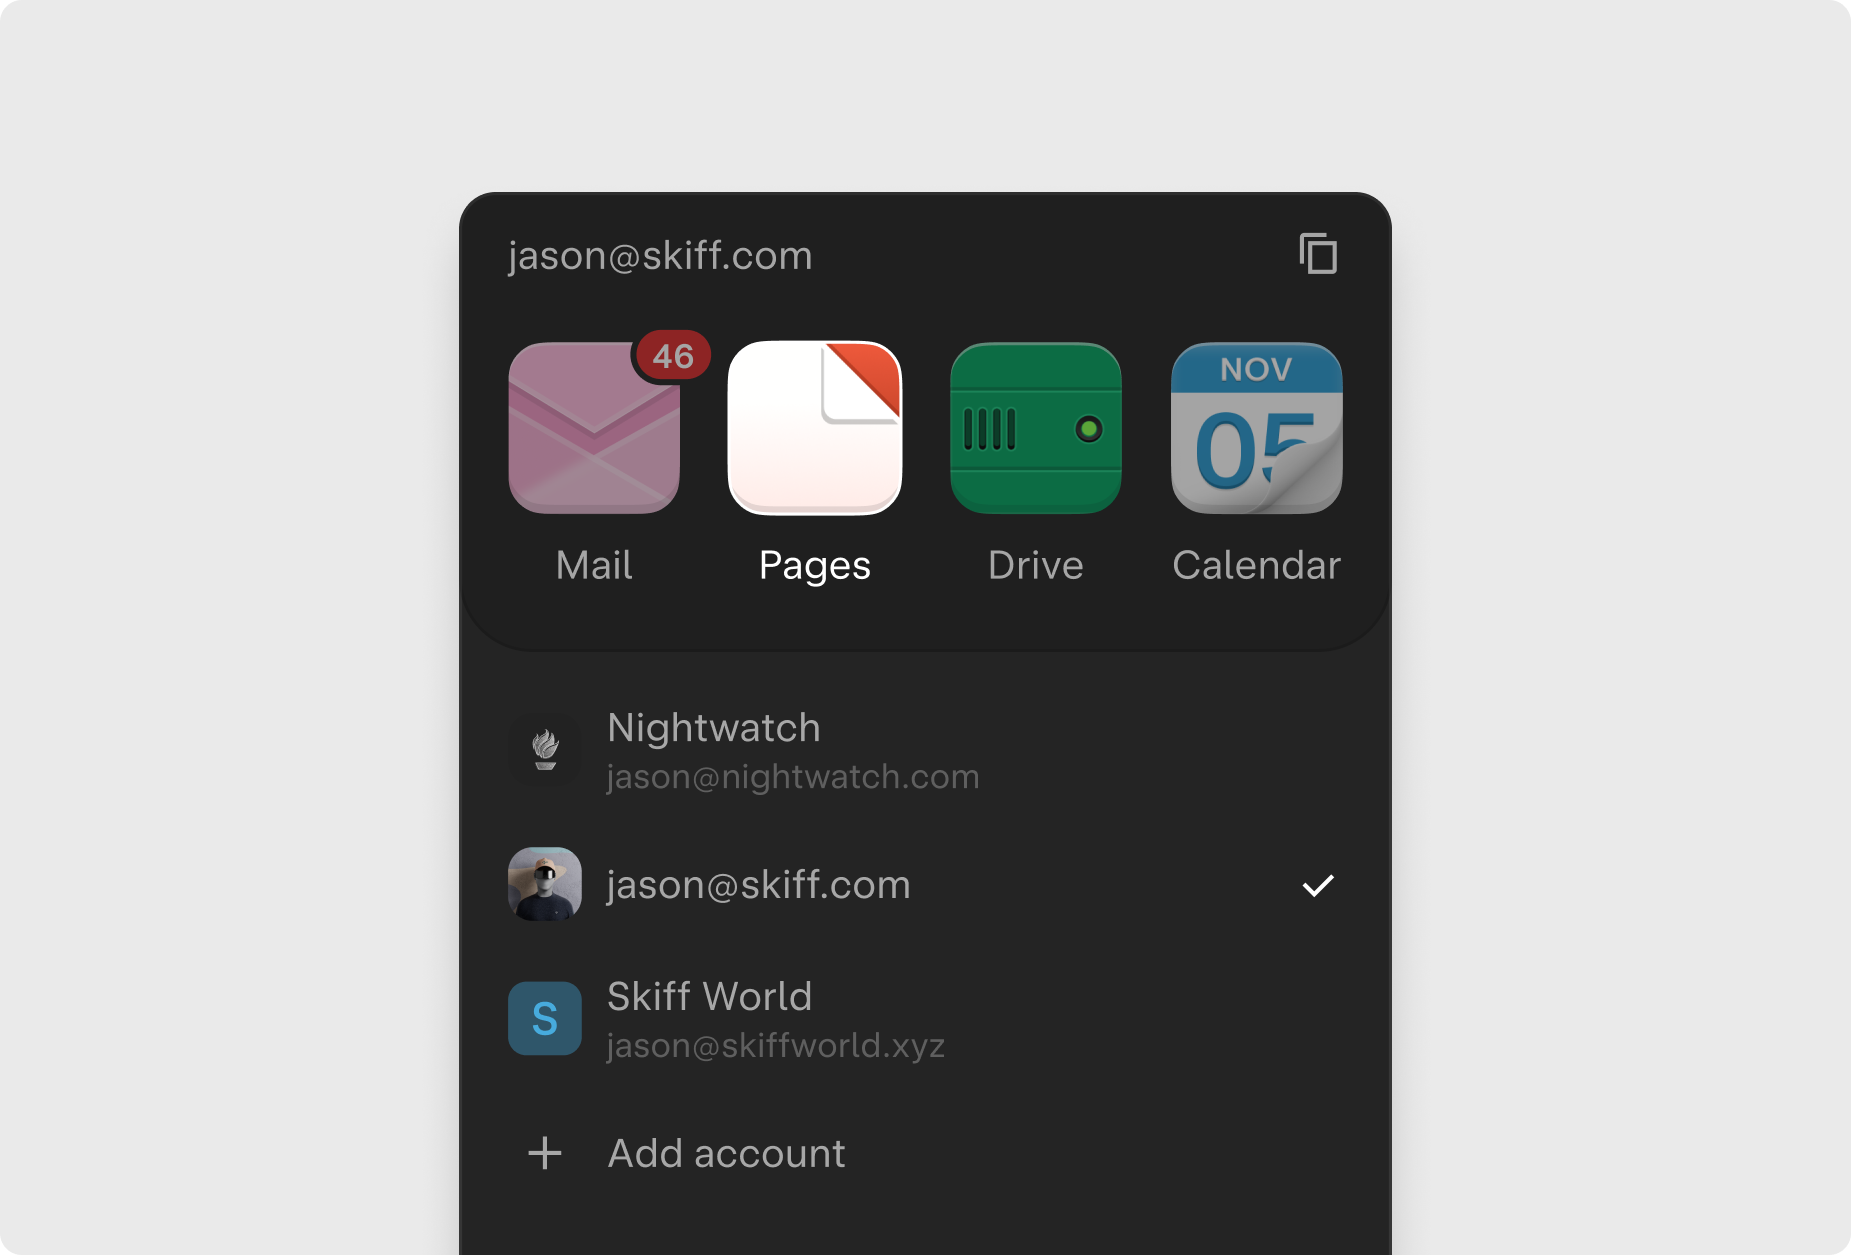 jason@skiff.com
46
NOV
05
Mail
Pages
Drive
Calendar
Nightwatch
jason@nightwatch.com
jason@skiff.com
S
Skiff World
jason@skiffworld.xyz
Add account